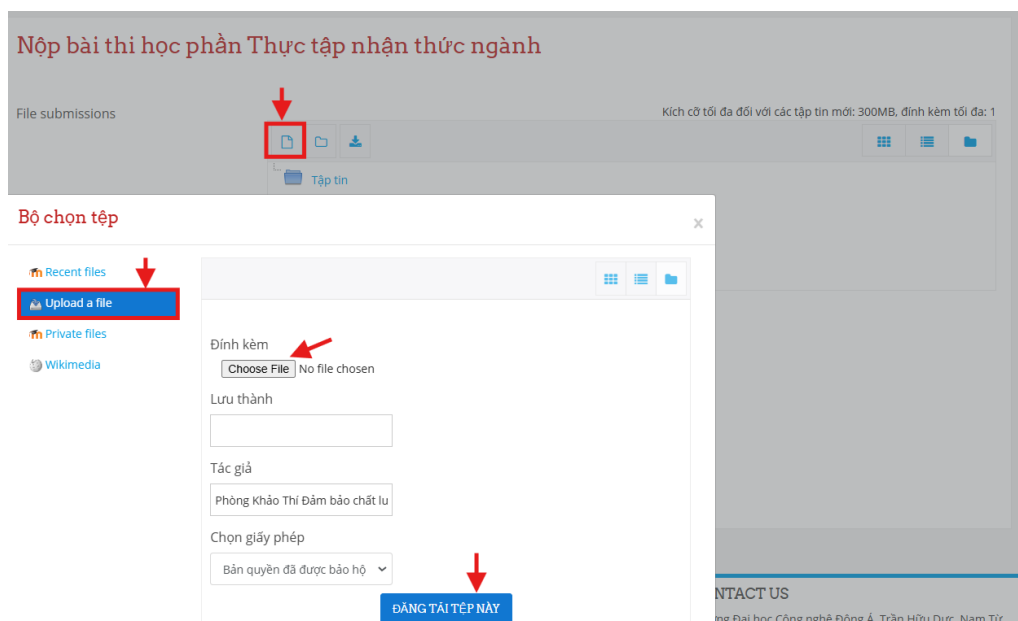 Nộp bài thi học phần Thực tập nhận thức ngành
File submissions
Kích cỡ tối đa đối với các tập tin mới: 300MB, đính kèm tối đa: 1
Tập tin
Bộ chọn tệp
×
Recent files
Upload a file
Private files
Wikimedia
Đính kèm
Choose File No file chosen
Lưu thành
Tác giả
Phòng Khảo Thí Đảm bảo chất lu
Chọn giấy phép
Bản quyền đã được bảo hộ
ĐĂNG TẢI TỆP NÀY
NTACT US
ng Đại học Công nghệ Đông Á, Trần Hữu Dực, Nam Từ